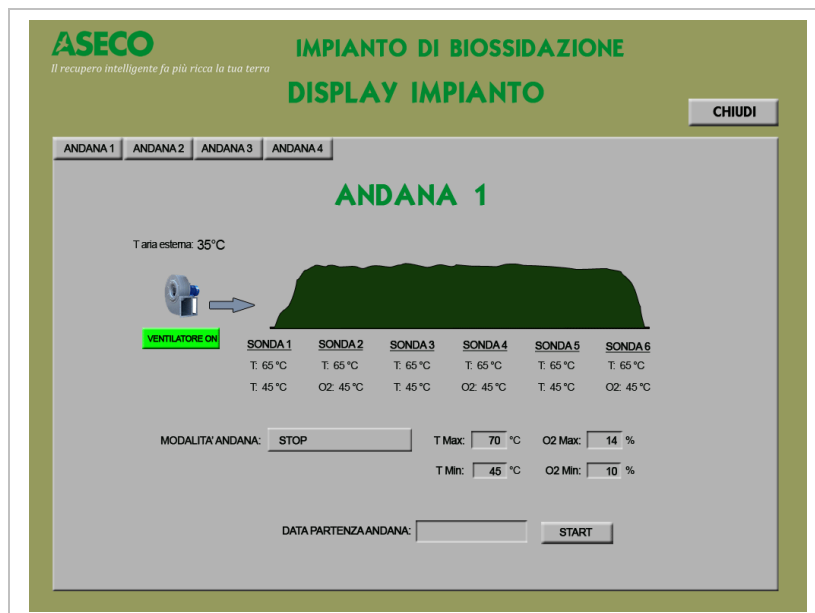 ASECO
Il recupero intelligente fa più ricca la tua terra
IMPIANTO DI BIOSSIDAZIONE
DISPLAY IMPIANTO
CHIUDI
ANDANA 1 ANDANA 2 ANDANA 3 ANDANA 4
ANDANA 1
T aria esterna: 35°C
VENTILATORE ON
SONDA 1 SONDA 2 SONDA 3 SONDA 4 SONDA 5 SONDA 6
T: 65 °C T: 65 °C T: 65 °C T: 65 °C T: 65 °C T: 65 °C
T: 45 °C O2: 45 °C T: 45 °C O2: 45 °C T: 45 °C O2: 45 °C
MODALITA' ANDANA: STOP T Max: 70 °C O2 Max: 14 %
T Min: 45 °C O2 Min: 10 %
DATA PARTENZA ANDANA: START